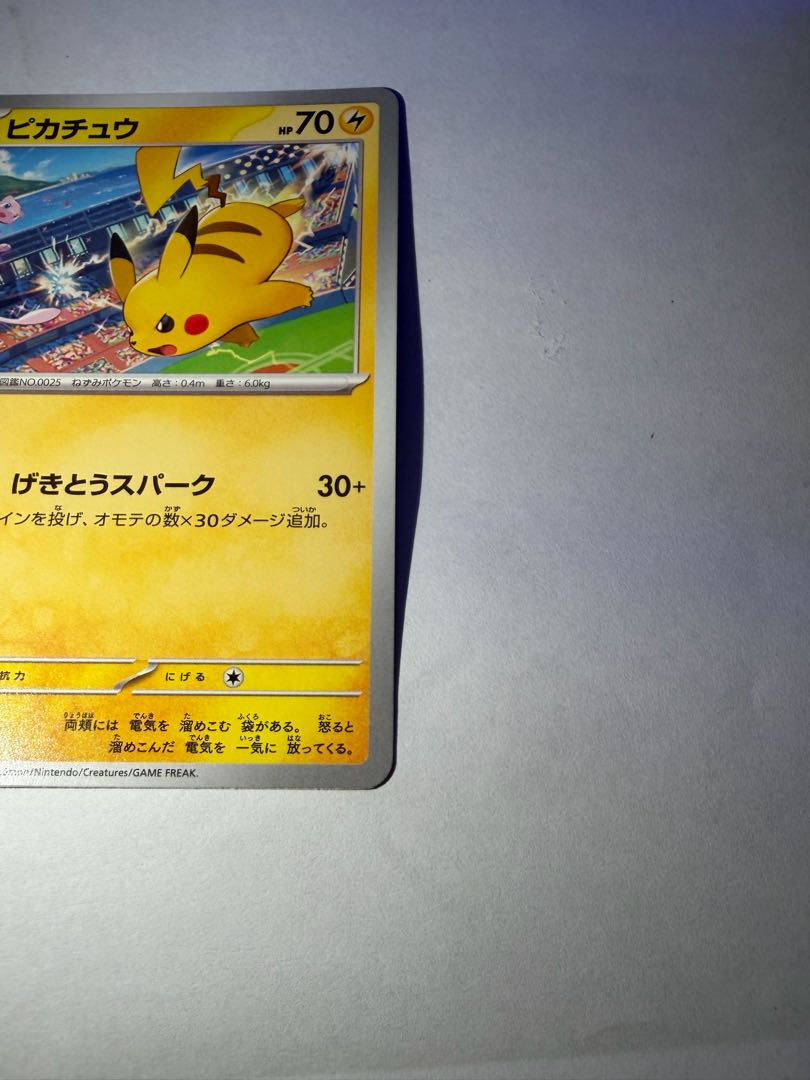 ピカチュウ HP 70
図鑑NO.0025 ねずみポケモン 高さ：0.4m 重さ：6.0kg
げきとうスパーク 30+
インを投げ、オモテの数×30ダメージ追加。
抗力 にげる
両頬には 電気を 溜めこむ 袋がある。 怒ると
溜めこんだ 電気を 一気に 放ってくる。
/Nintendo/Creatures/GAME FREAK.